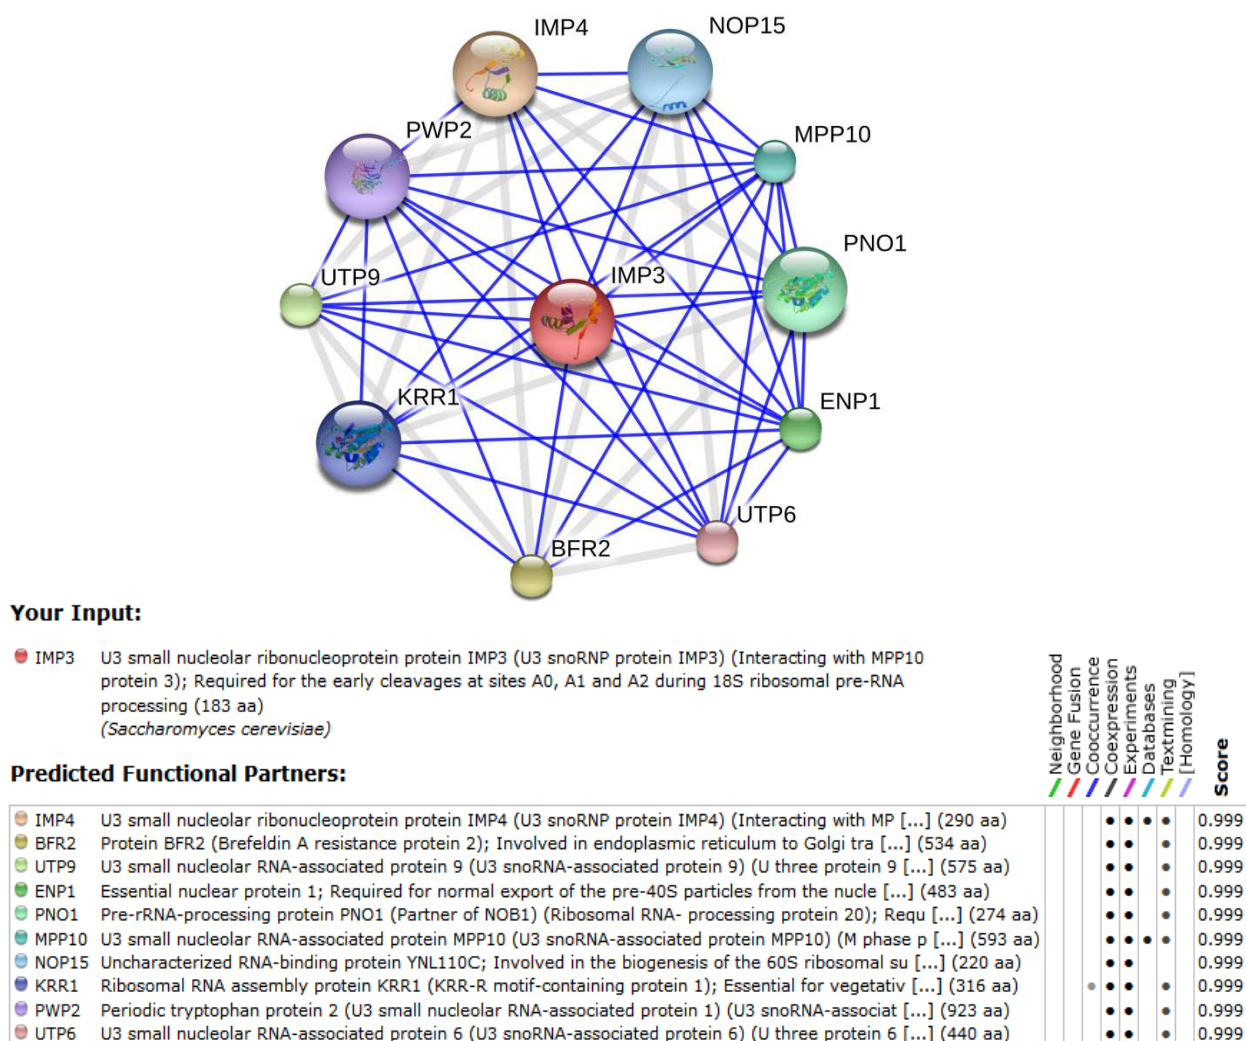 IMP4
NOP15
PWP2
MPP10
PNO1
UTP9
IMP3
KRR1
ENP1
UTP6
BFR2
Your Input:
IMP3 U3 small nucleolar ribonucleoprotein protein IMP3 (U3 snoRNP protein IMP3) (Interacting with MPP10
protein 3); Required for the early cleavages at sites A0, A1 and A2 during 18S ribosomal pre-RNA
processing (183 aa)
(Saccharomyces cerevisiae)
Neighborhood
Gene Fusion
Cooccurrence
Coexpression
Experiments
Databases
Textmining
[Homology]
Score
Predicted Functional Partners:
IMP4 U3 small nucleolar ribonucleoprotein protein IMP4 (U3 snoRNP protein IMP4) (Interacting with MP [...] (290 aa) 0.999
BFR2 Protein BFR2 (Brefeldin A resistance protein 2); Involved in endoplasmic reticulum to Golgi tra [...] (534 aa) 0.999
UTP9 U3 small nucleolar RNA-associated protein 9 (U3 snoRNA-associated protein 9) (U three protein 9 [...] (575 aa) 0.999
ENP1 Essential nuclear protein 1; Required for normal export of the pre-40S particles from the nucle [...] (483 aa) 0.999
PNO1 Pre-rRNA-processing protein PNO1 (Partner of NOB1) (Ribosomal RNA- processing protein 20); Requ [...] (274 aa) 0.999
MPP10 U3 small nucleolar RNA-associated protein MPP10 (U3 snoRNA-associated protein MPP10) (M phase p [...] (593 aa) 0.999
NOP15 Uncharacterized RNA-binding protein YNL110C; Involved in the biogenesis of the 60S ribosomal su [...] (220 aa) 0.999
KRR1 Ribosomal RNA assembly protein KRR1 (KRR-R motif-containing protein 1); Essential for vegetativ [...] (316 aa) 0.999
PWP2 Periodic tryptophan protein 2 (U3 small nucleolar RNA-associated protein 1) (U3 snoRNA-associat [...] (923 aa) 0.999
UTP6 U3 small nucleolar RNA-associated protein 6 (U3 snoRNA-associated protein 6) (U three protein 6 [...] (440 aa) 0.999